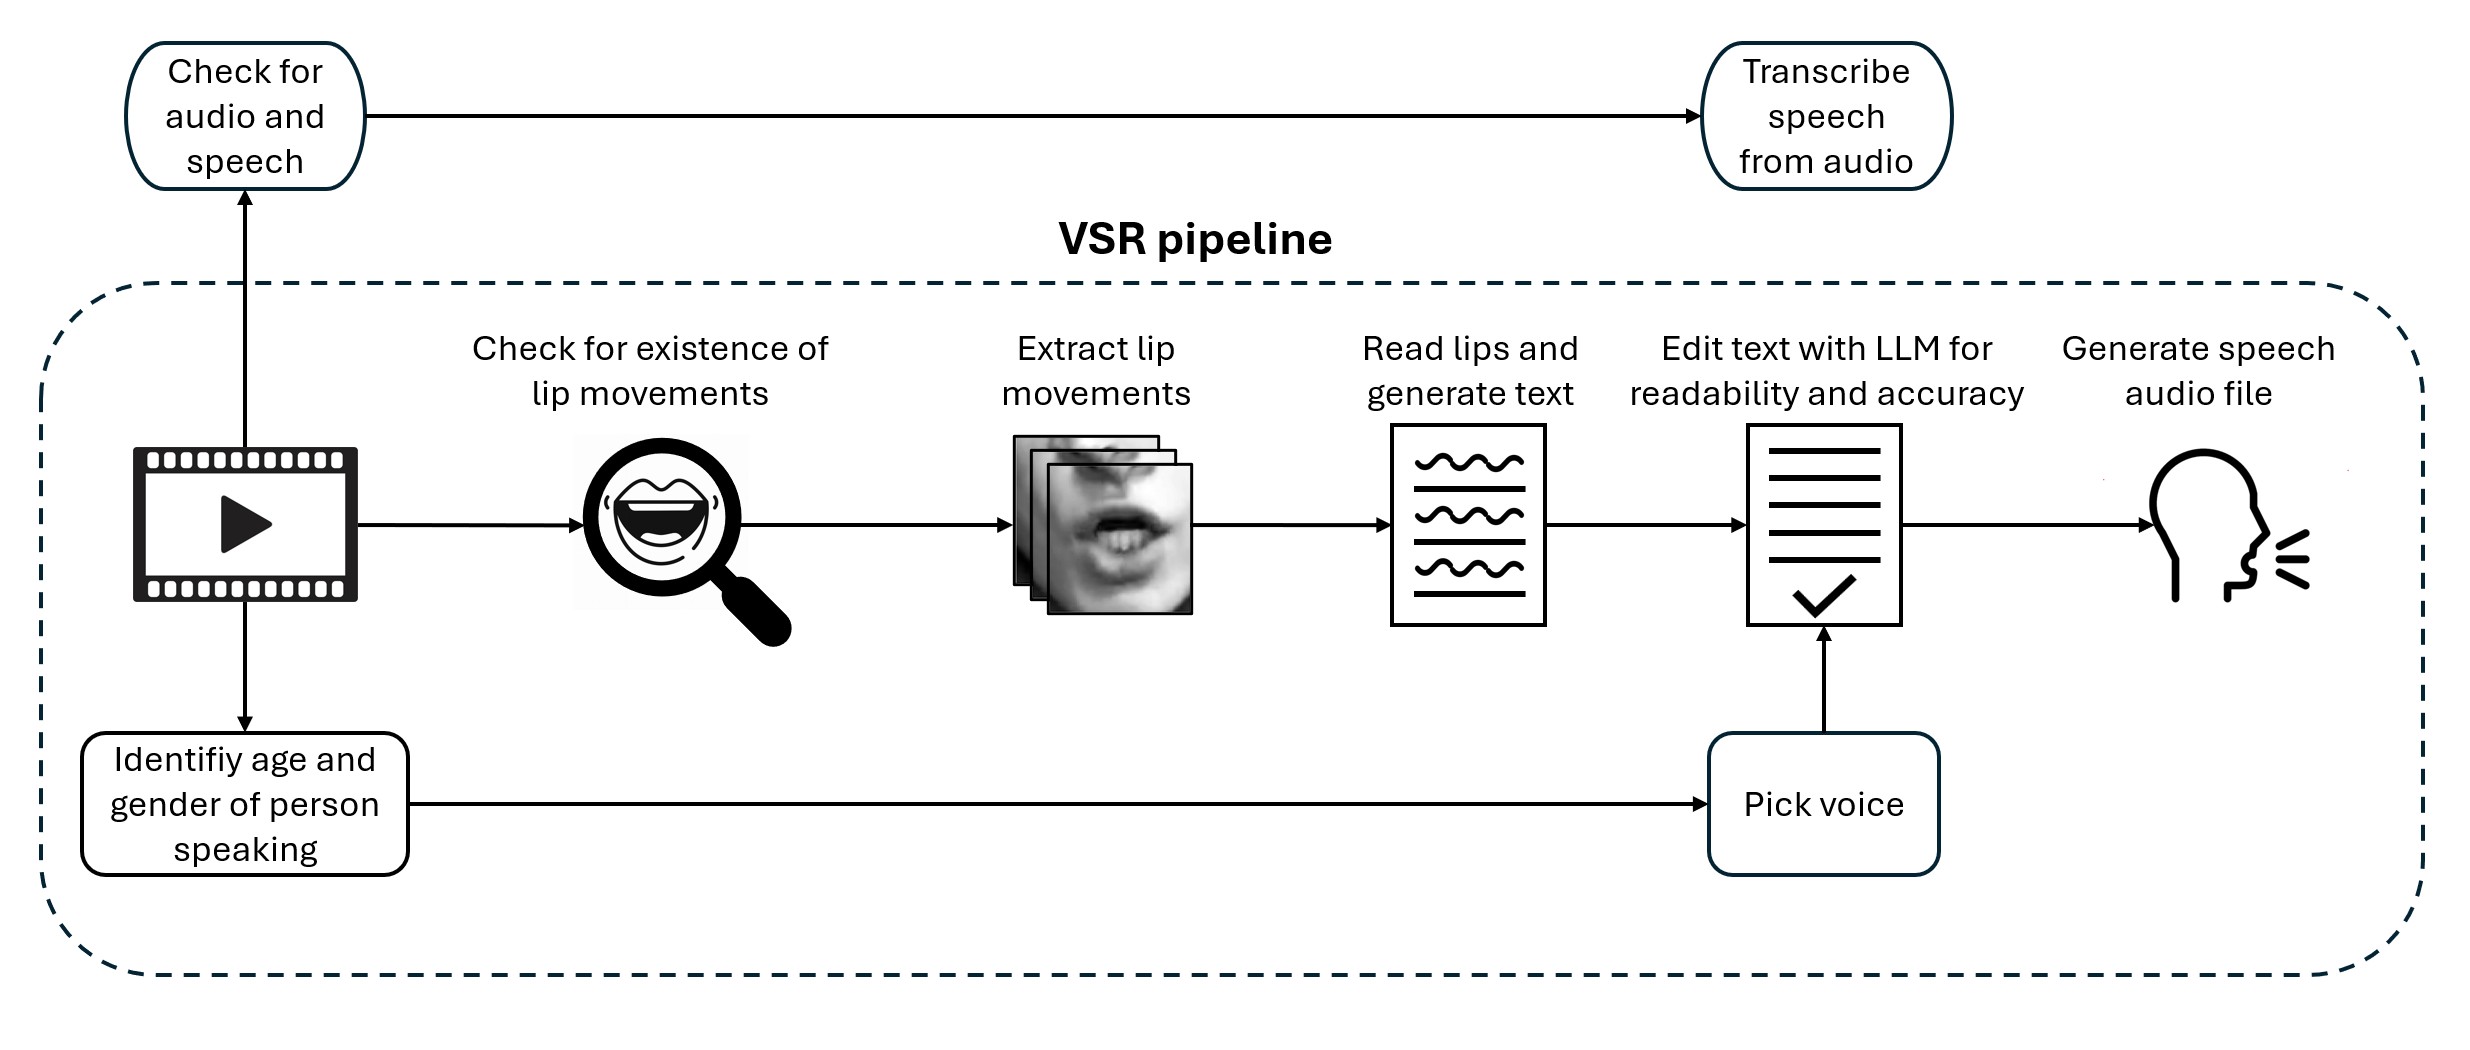 Check for
audio and
speech
Transcribe
speech
from audio
VSR pipeline
Check for existence of
lip movements
Extract lip
movements
Read lips and
generate text
Edit text with LLM for
readability and accuracy
Generate speech
audio file
Identifiy age and
gender of person
speaking
Pick voice